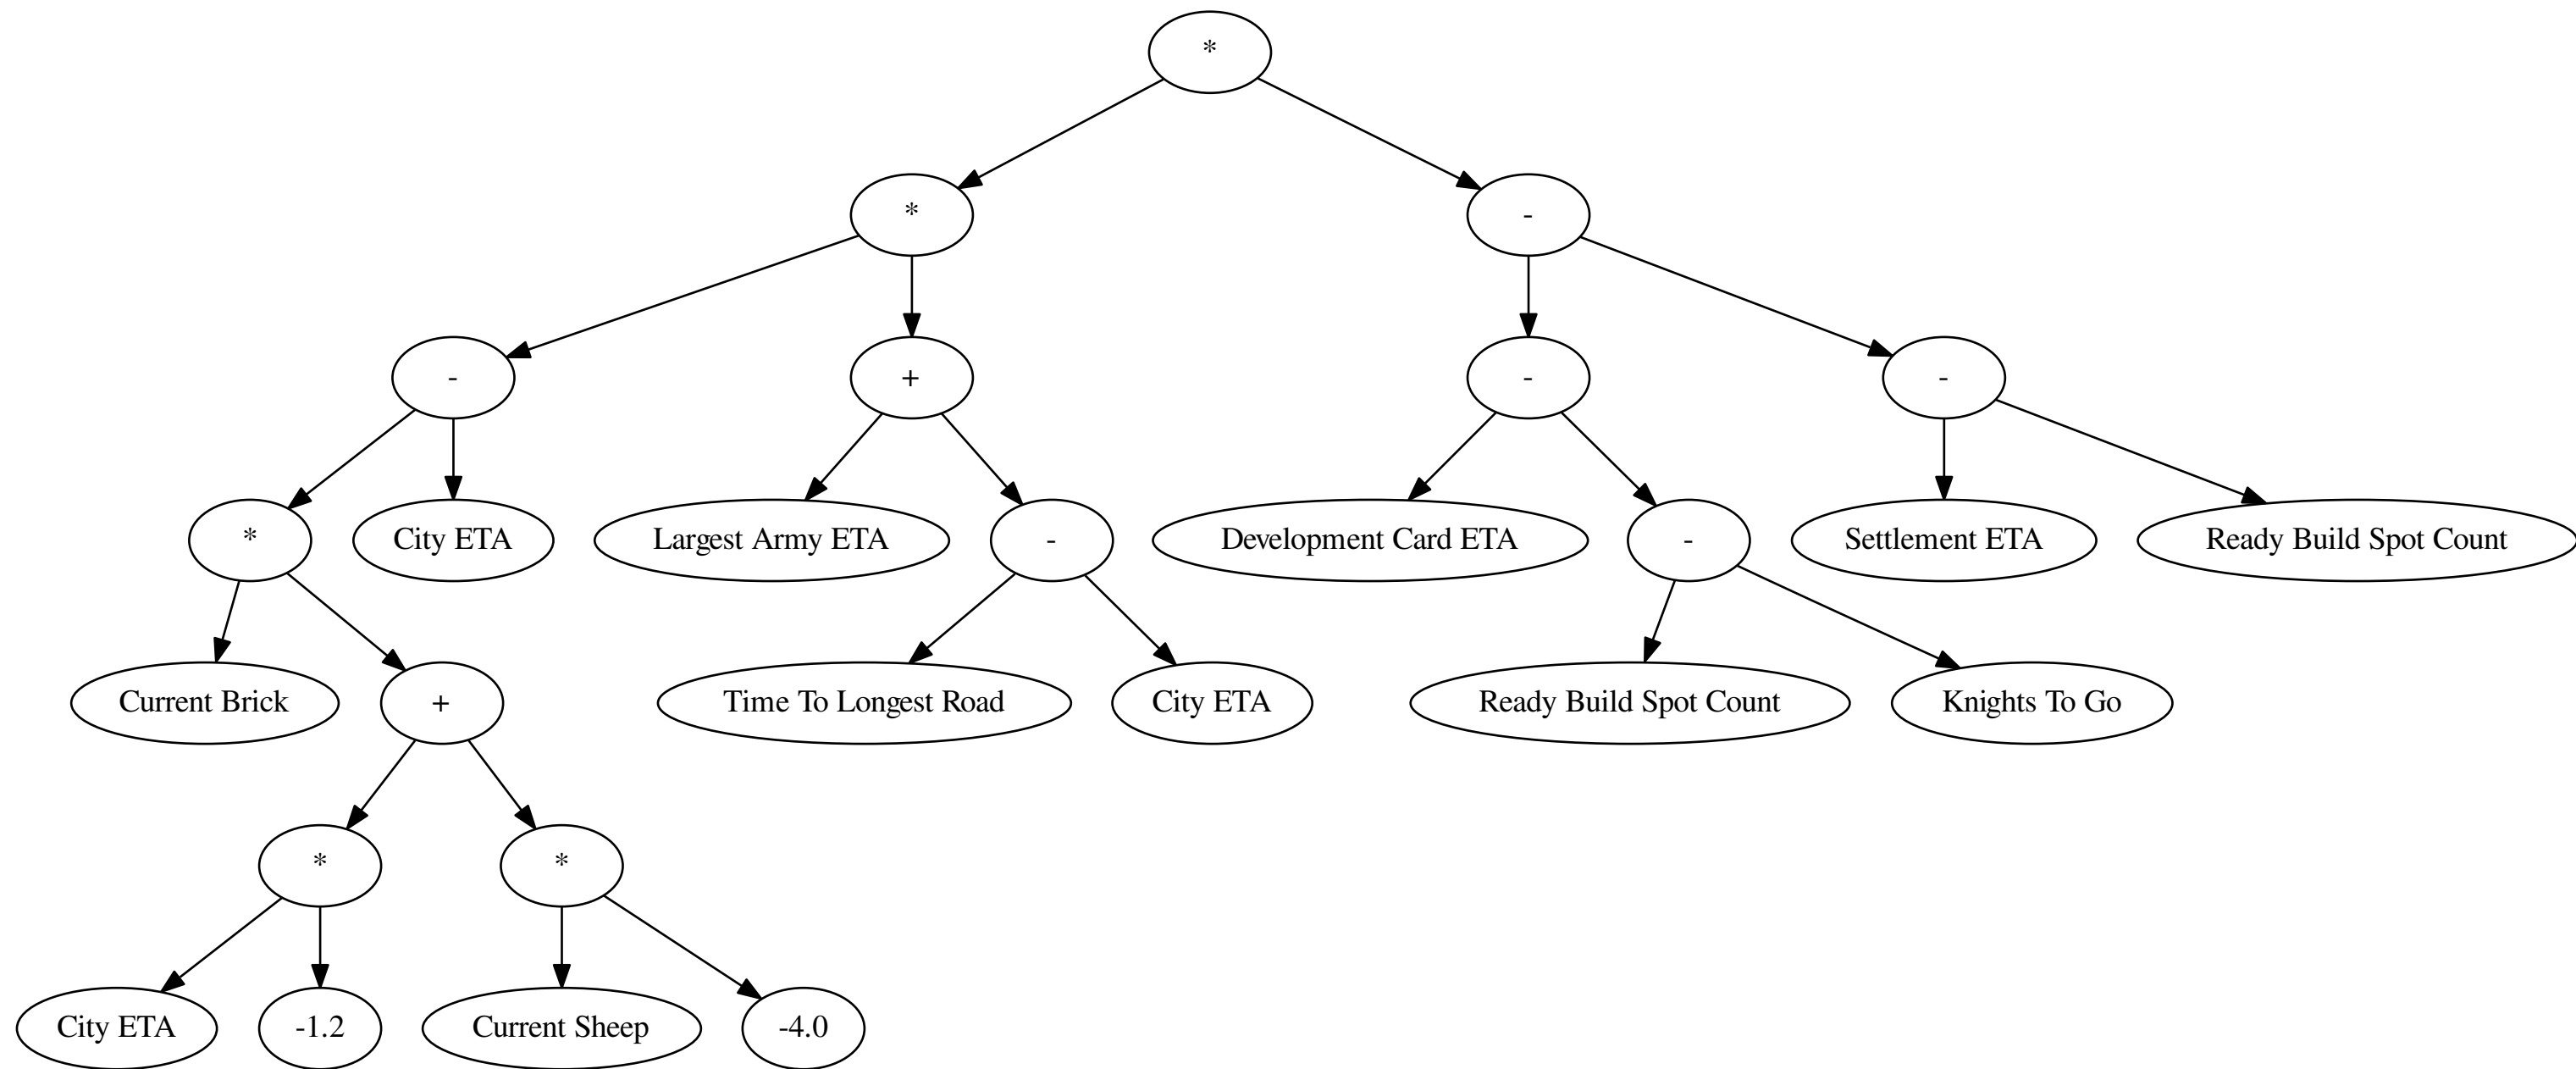 *
*
-
-
+
-
-
*
City ETA
Largest Army ETA
-
Development Card ETA
-
Settlement ETA
Ready Build Spot Count
Current Brick
+
Time To Longest Road
City ETA
Ready Build Spot Count
Knights To Go
*
*
City ETA
-1.2
Current Sheep
-4.0